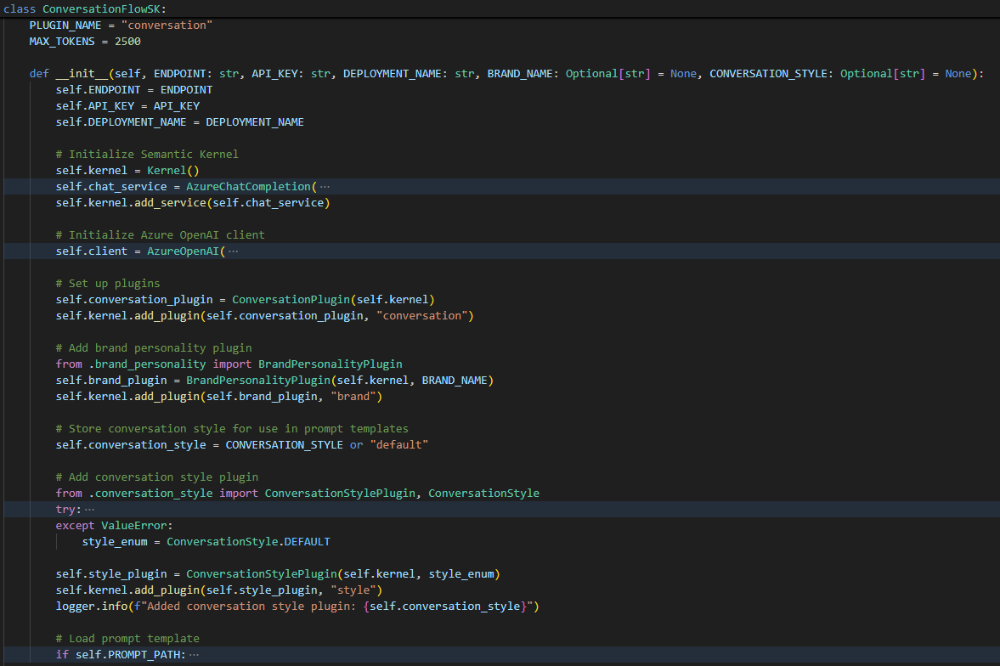 class ConversationFlowSK:
    PLUGIN_NAME = "conversation"
    MAX_TOKENS = 2500

    def __init__(self, ENDPOINT: str, API_KEY: str, DEPLOYMENT_NAME: str, BRAND_NAME: Optional[str] = None, CONVERSATION_STYLE: Optional[str] = None):
        self.ENDPOINT = ENDPOINT
        self.API_KEY = API_KEY
        self.DEPLOYMENT_NAME = DEPLOYMENT_NAME

        # Initialize Semantic Kernel
        self.kernel = Kernel()
        self.chat_service = AzureChatCompletion( ···
        self.kernel.add_service(self.chat_service)

        # Initialize Azure OpenAI client
        self.client = AzureOpenAI( ···

        # Set up plugins
        self.conversation_plugin = ConversationPlugin(self.kernel)
        self.kernel.add_plugin(self.conversation_plugin, "conversation")

        # Add brand personality plugin
        from .brand_personality import BrandPersonalityPlugin
        self.brand_plugin = BrandPersonalityPlugin(self.kernel, BRAND_NAME)
        self.kernel.add_plugin(self.brand_plugin, "brand")

        # Store conversation style for use in prompt templates
        self.conversation_style = CONVERSATION_STYLE or "default"

        # Add conversation style plugin
        from .conversation_style import ConversationStylePlugin, ConversationStyle
        try: ···
        except ValueError:
            style_enum = ConversationStyle.DEFAULT

        self.style_plugin = ConversationStylePlugin(self.kernel, style_enum)
        self.kernel.add_plugin(self.style_plugin, "style")
        logger.info(f"Added conversation style plugin: {self.conversation_style}")

        # Load prompt template
        if self.PROMPT_PATH: ···